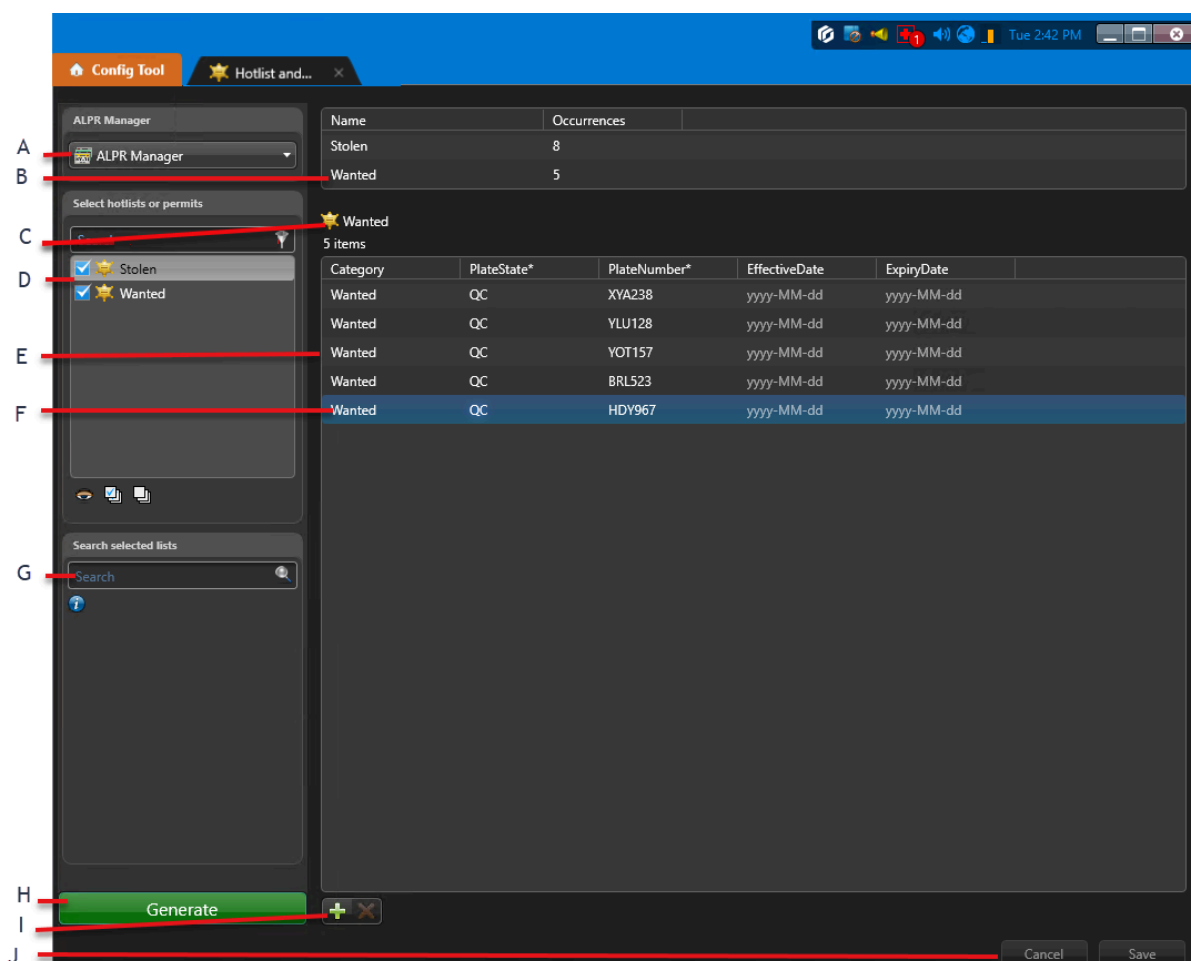 1
Tue 2:42 PM
Config Tool
Hotlist and...
ALPR Manager
A
ALPR Manager
B
Select hotlists or permits
C
Search
D
Stolen
Wanted
E
F
Search selected lists
G
Search
H
Generate
I
J
Name Occurrences
Stolen 8
Wanted 5
Wanted
5 items
Category PlateState* PlateNumber* EffectiveDate ExpiryDate
Wanted QC XYA238 yyyy-MM-dd yyyy-MM-dd
Wanted QC YLU128 yyyy-MM-dd yyyy-MM-dd
Wanted QC YOT157 yyyy-MM-dd yyyy-MM-dd
Wanted QC BRL523 yyyy-MM-dd yyyy-MM-dd
Wanted QC HDY967 yyyy-MM-dd yyyy-MM-dd
Cancel Save